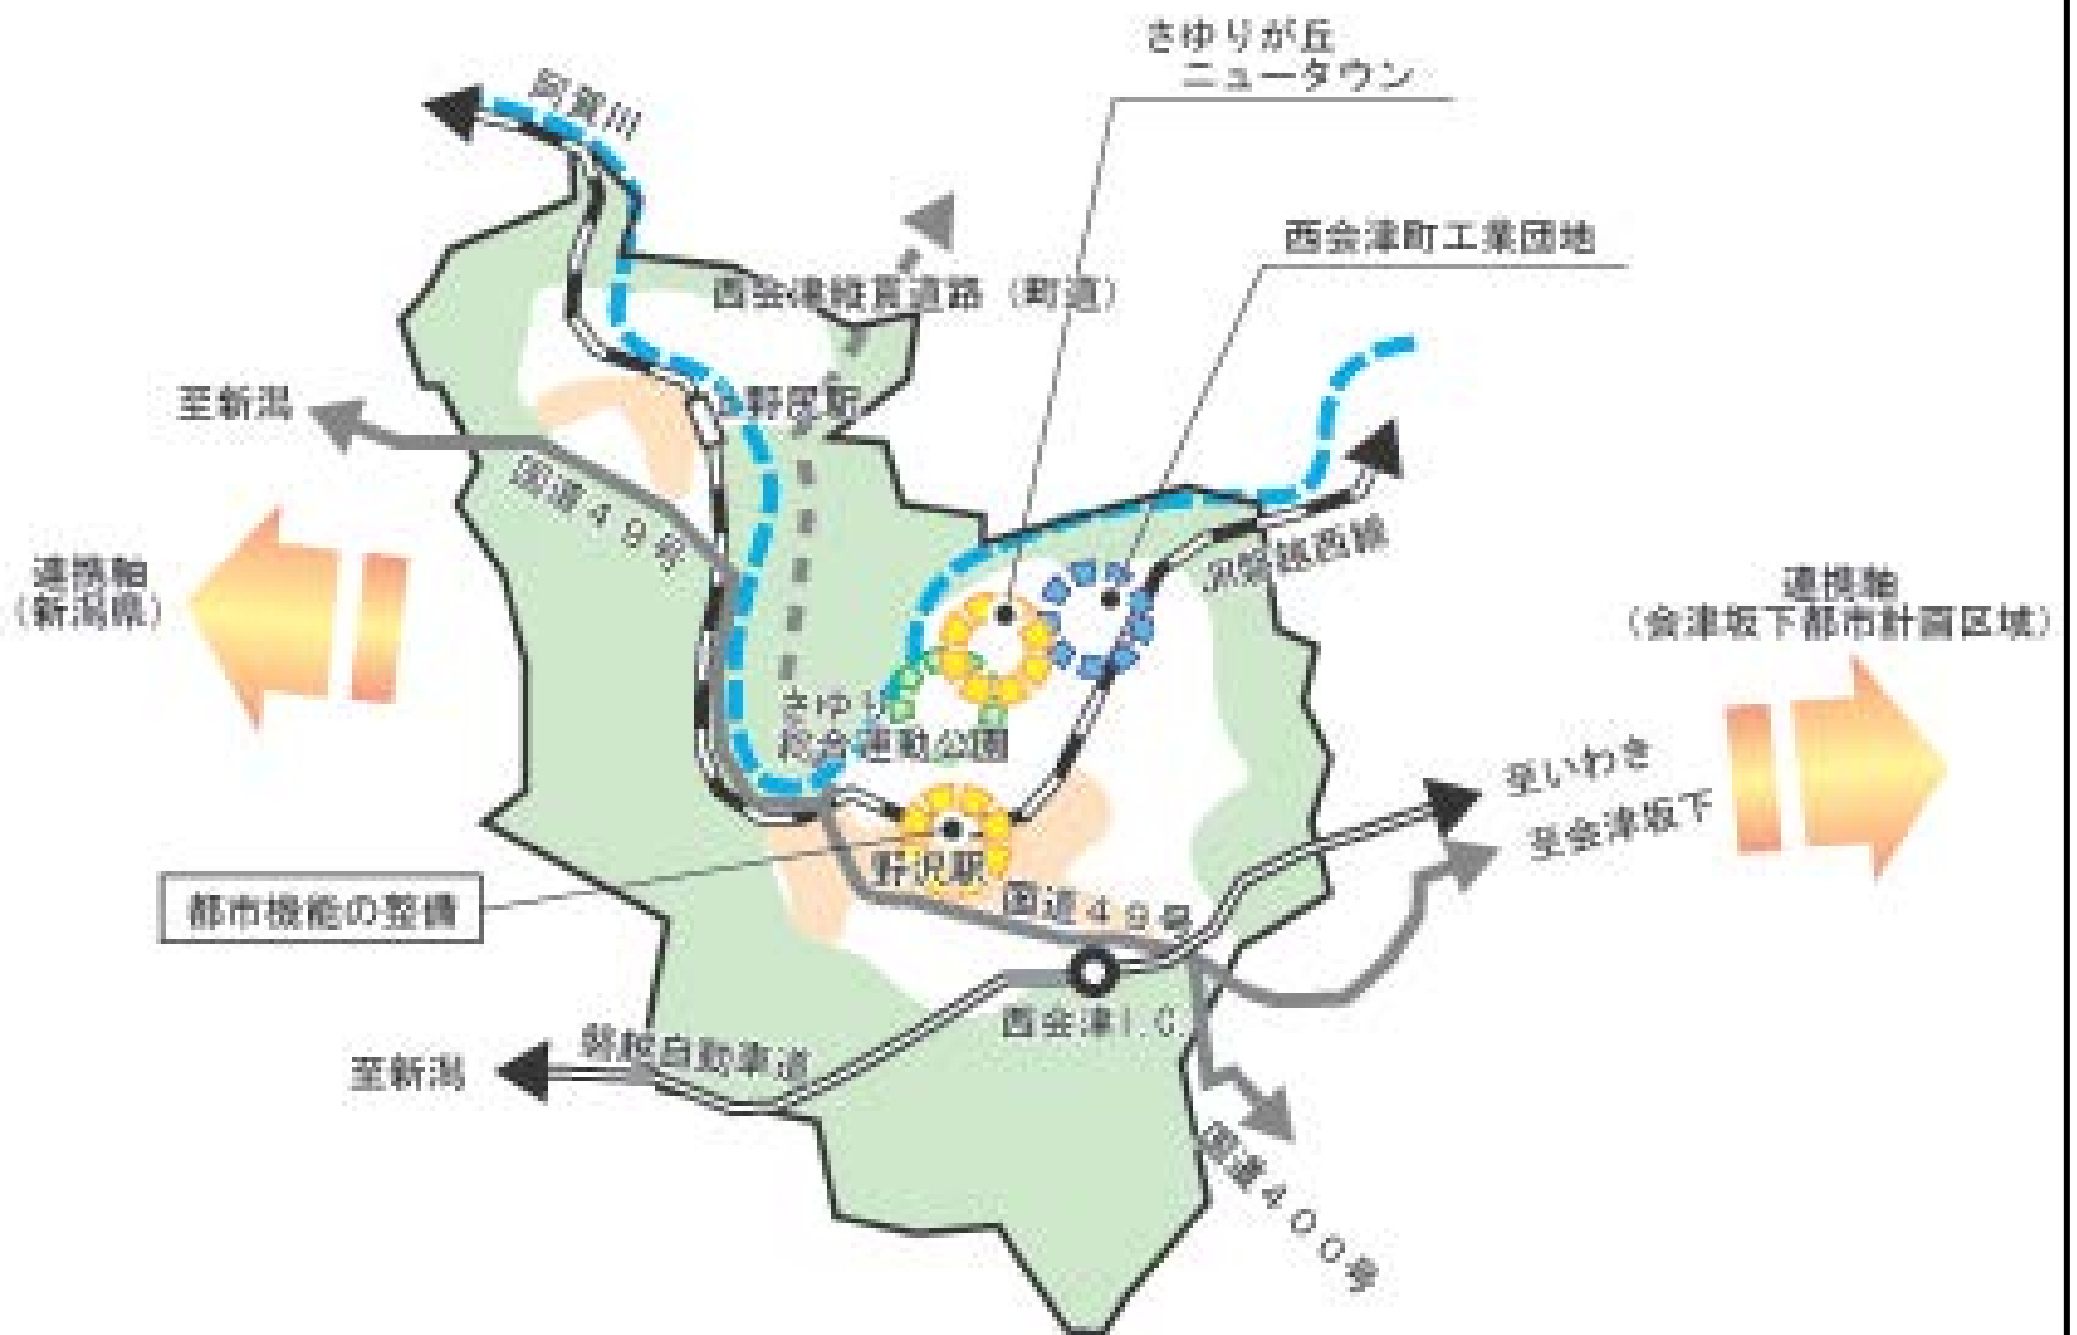 さゆりが丘
ニュータウン
阿賀川
西会津町工業団地
西会津縦貫道路（町道）
至新潟
上野尻駅
国道４９号
JR磐越西線
連携軸
（新潟県）
連携軸
（会津坂下都市計画区域）
さゆり
総合運動公園
至いわき
至会津坂下
野沢駅
都市機能の整備
国道４９号
西会津I.C.
磐越自動車道
至新潟
国道４００号